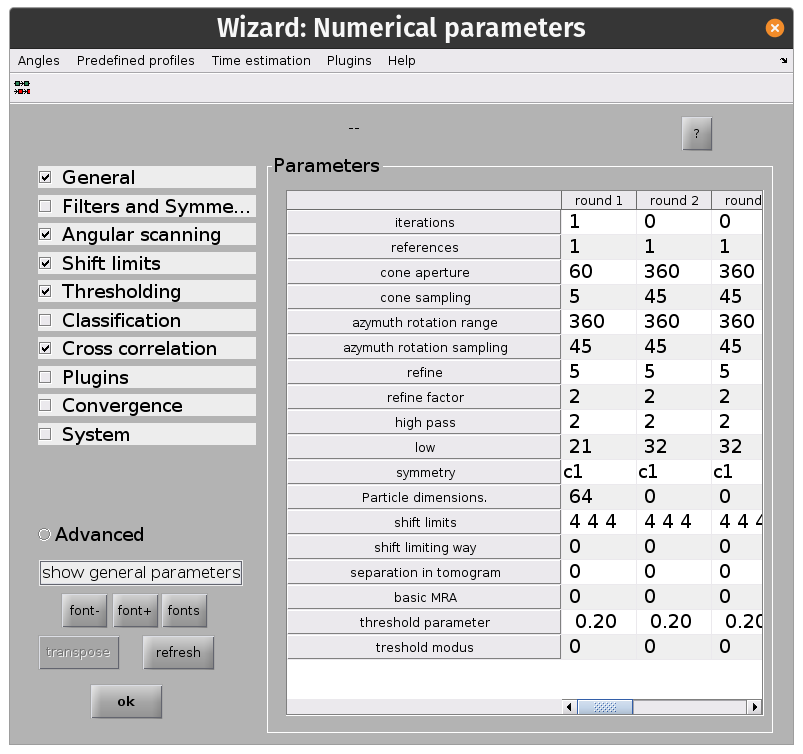 Wizard: Numerical parameters
Angles Predefined profiles Time estimation Plugins Help
--
?
General
Filters and Symme...
Angular scanning
Shift limits
Thresholding
Classification
Cross correlation
Plugins
Convergence
System
Advanced
show general parameters
font- font+ fonts
transpose refresh
ok
Parameters
round 1 round 2 round
iterations 1 0 0
references 1 1 1
cone aperture 60 360 360
cone sampling 5 45 45
azymuth rotation range 360 360 360
azymuth rotation sampling 45 45 45
refine 5 5 5
refine factor 2 2 2
high pass 2 2 2
low 21 32 32
symmetry c1 c1 c1
Particle dimensions. 64 0 0
shift limits 4 4 4 4 4 4 4 4 4
shift limiting way 0 0 0
separation in tomogram 0 0 0
basic MRA 0 0 0
threshold parameter 0.20 0.20 0.20
treshold modus 0 0 0